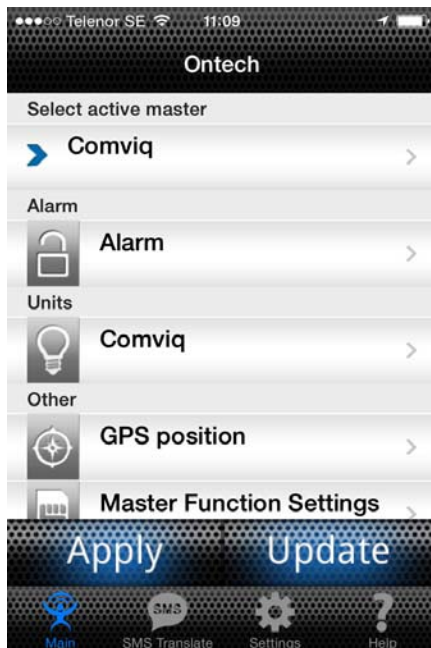 Telenor SE 11:09
Ontech
Select active master
Comviq
Alarm
Alarm
Units
Comviq
Other
GPS position
Master Function Settings
Apply Update
SMS
Main SMS Translate Settings Help